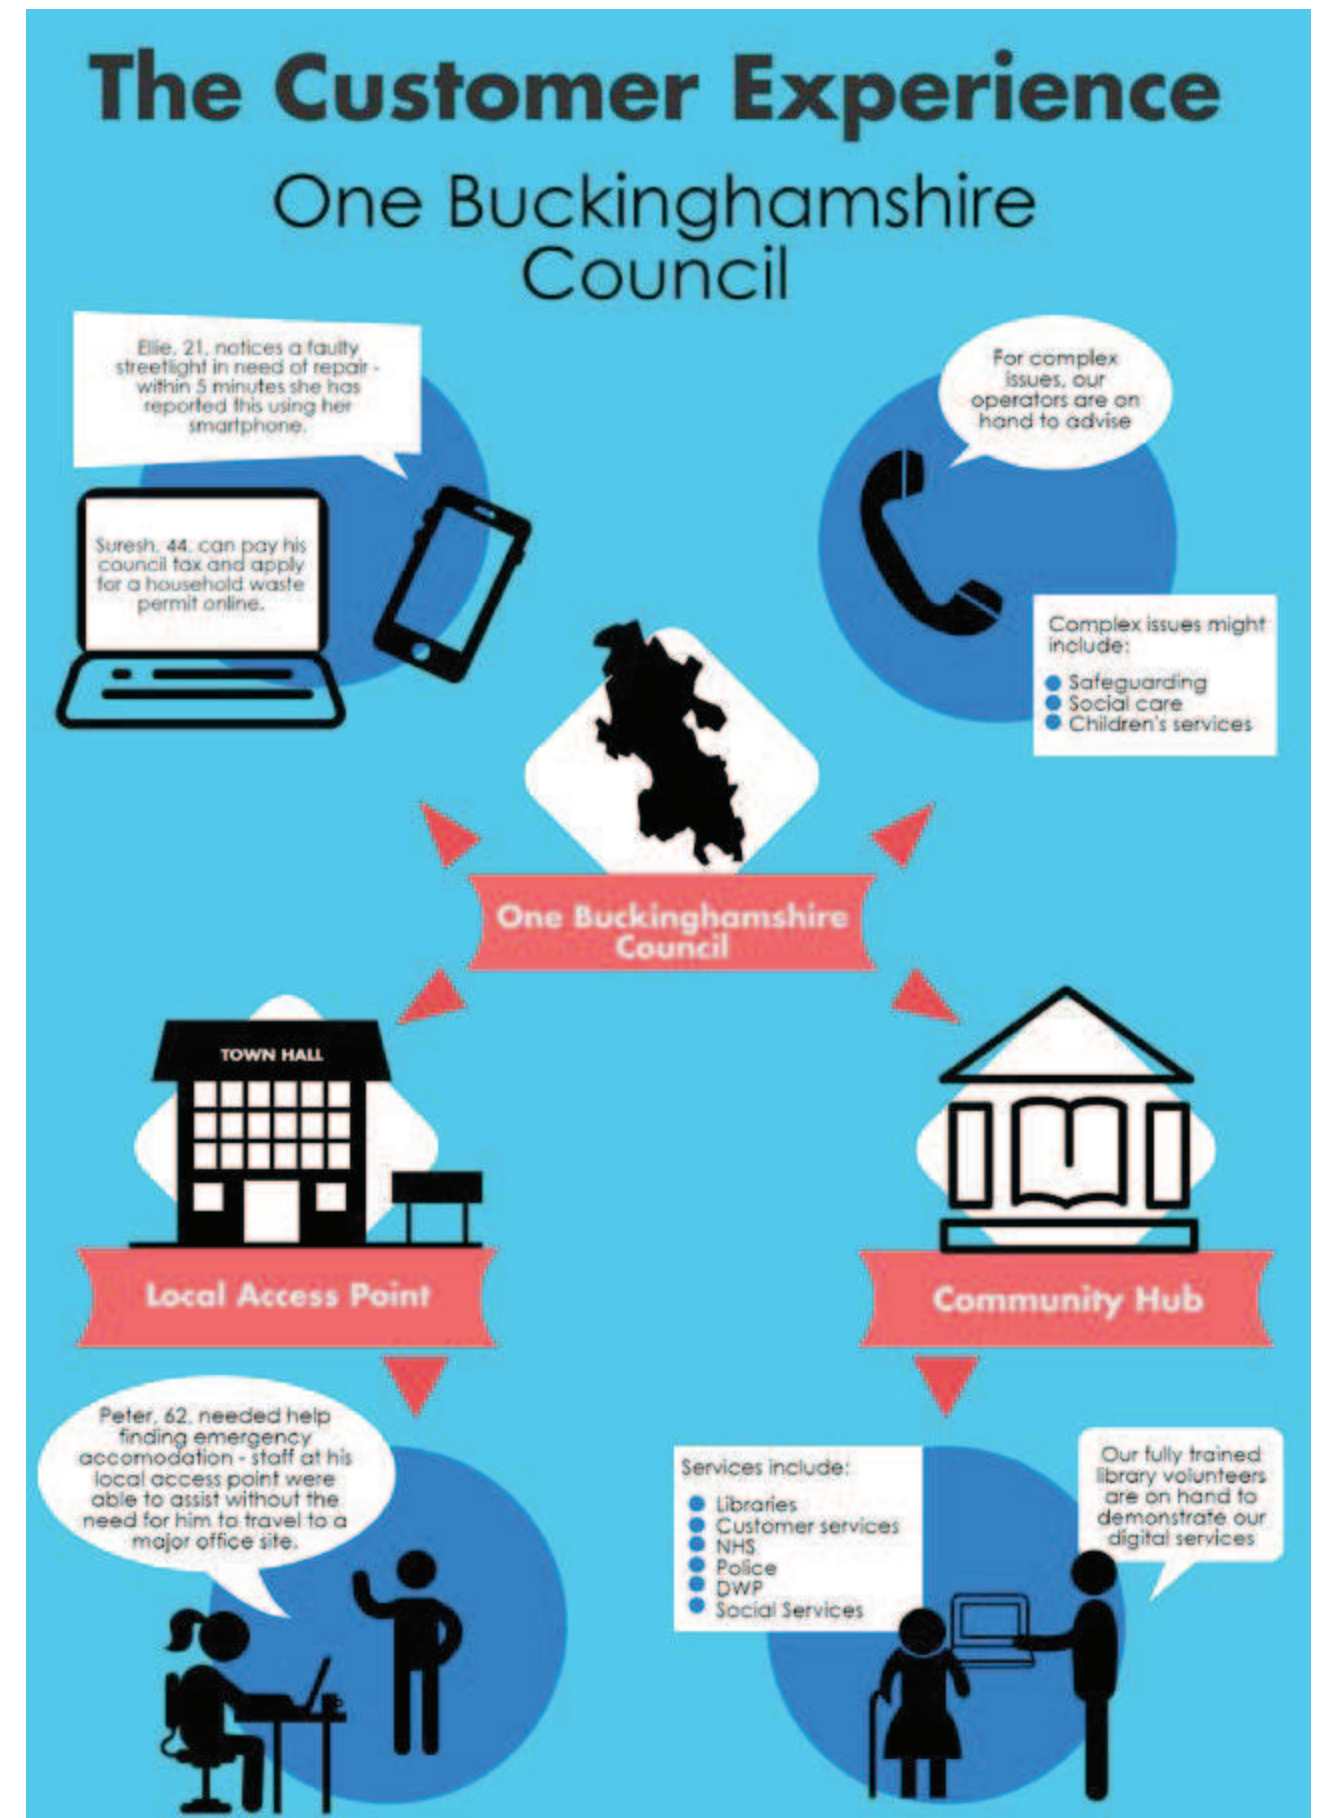 The Customer Experience
One Buckinghamshire
Council
Ellie, 21, notices a faulty
streetlight in need of repair -
within 5 minutes she has
reported this using her
smartphone.
Suresh, 44, can pay his
council tax and apply
for a household waste
permit online.
For complex
issues, our
operators are on
hand to advise
Complex issues might
include:
Safeguarding
Social care
Children's services
One Buckinghamshire
Council
TOWN HALL
Local Access Point
Community Hub
Peter, 62, needed help
finding emergency
accomodation - staff at his
local access point were
able to assist without the
need for him to travel to a
major office site.
Services include:
Libraries
Customer services
NHS
Police
DWP
Social Services
Our fully trained
library volunteers
are on hand to
demonstrate our
digital services